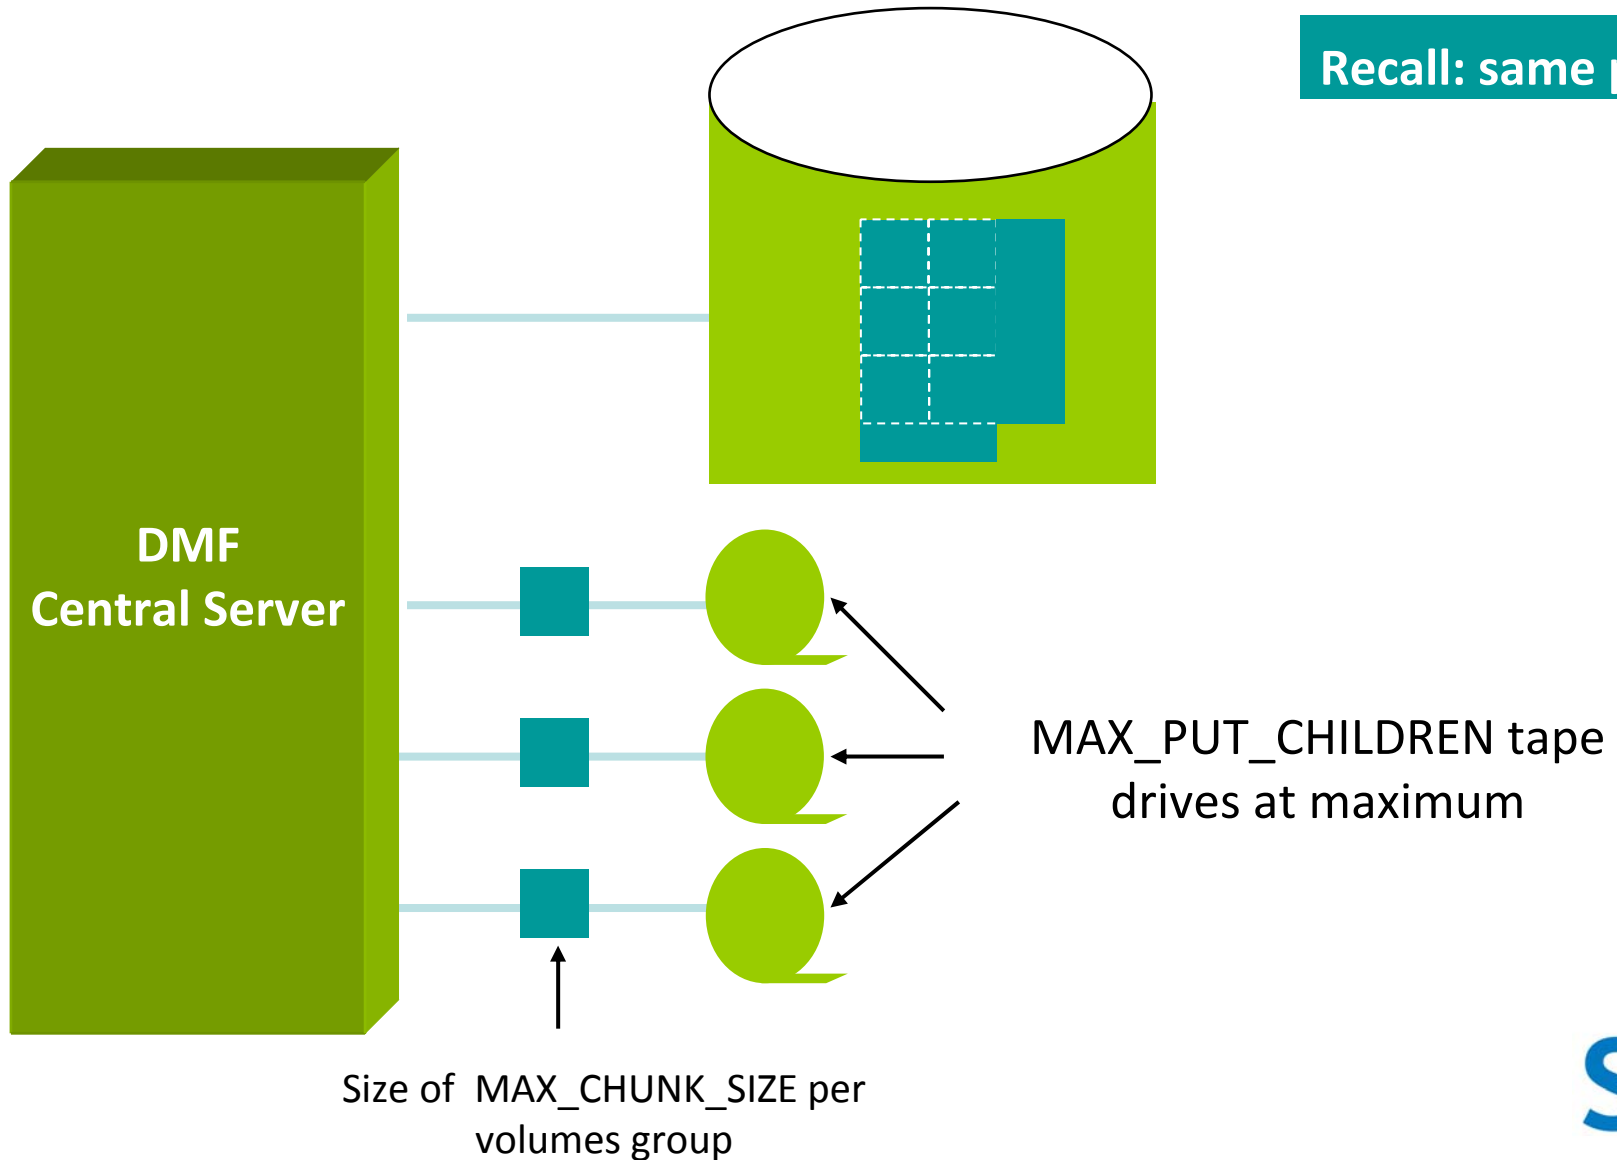 Recall: same
DMF
Central Server
MAX_PUT_CHILDREN tape
drives at maximum
Size of  MAX_CHUNK_SIZE per
volumes group